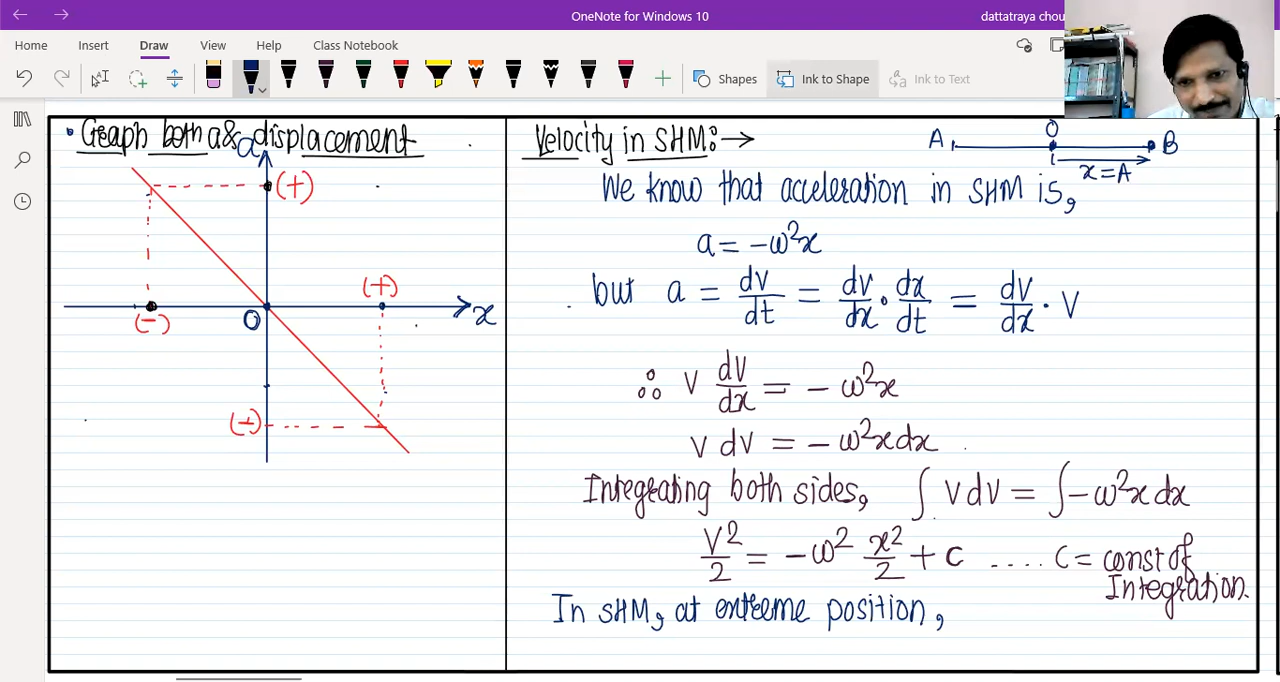 OneNote for Windows 10
dattatraya chou
Home Insert Draw View Help Class Notebook
Shapes Ink to Shape Ink to Text
• Graph both a & displacement
a
(+)
(+)
(-)
O
x
(+)
Velocity in SHM:→
A O B
x=A
We know that acceleration in SHM is,
a = -ω²x
but a = dv/dt = dv/dx · dx/dt = dv/dx · V
∴ V dv/dx = - ω²x
V dv = - ω²x dx
Integrating both sides, ∫ V dv = ∫ - ω²x dx
V²/2 = - ω² x²/2 + C .... C = const of
Integration.
In SHM, at extreme position,